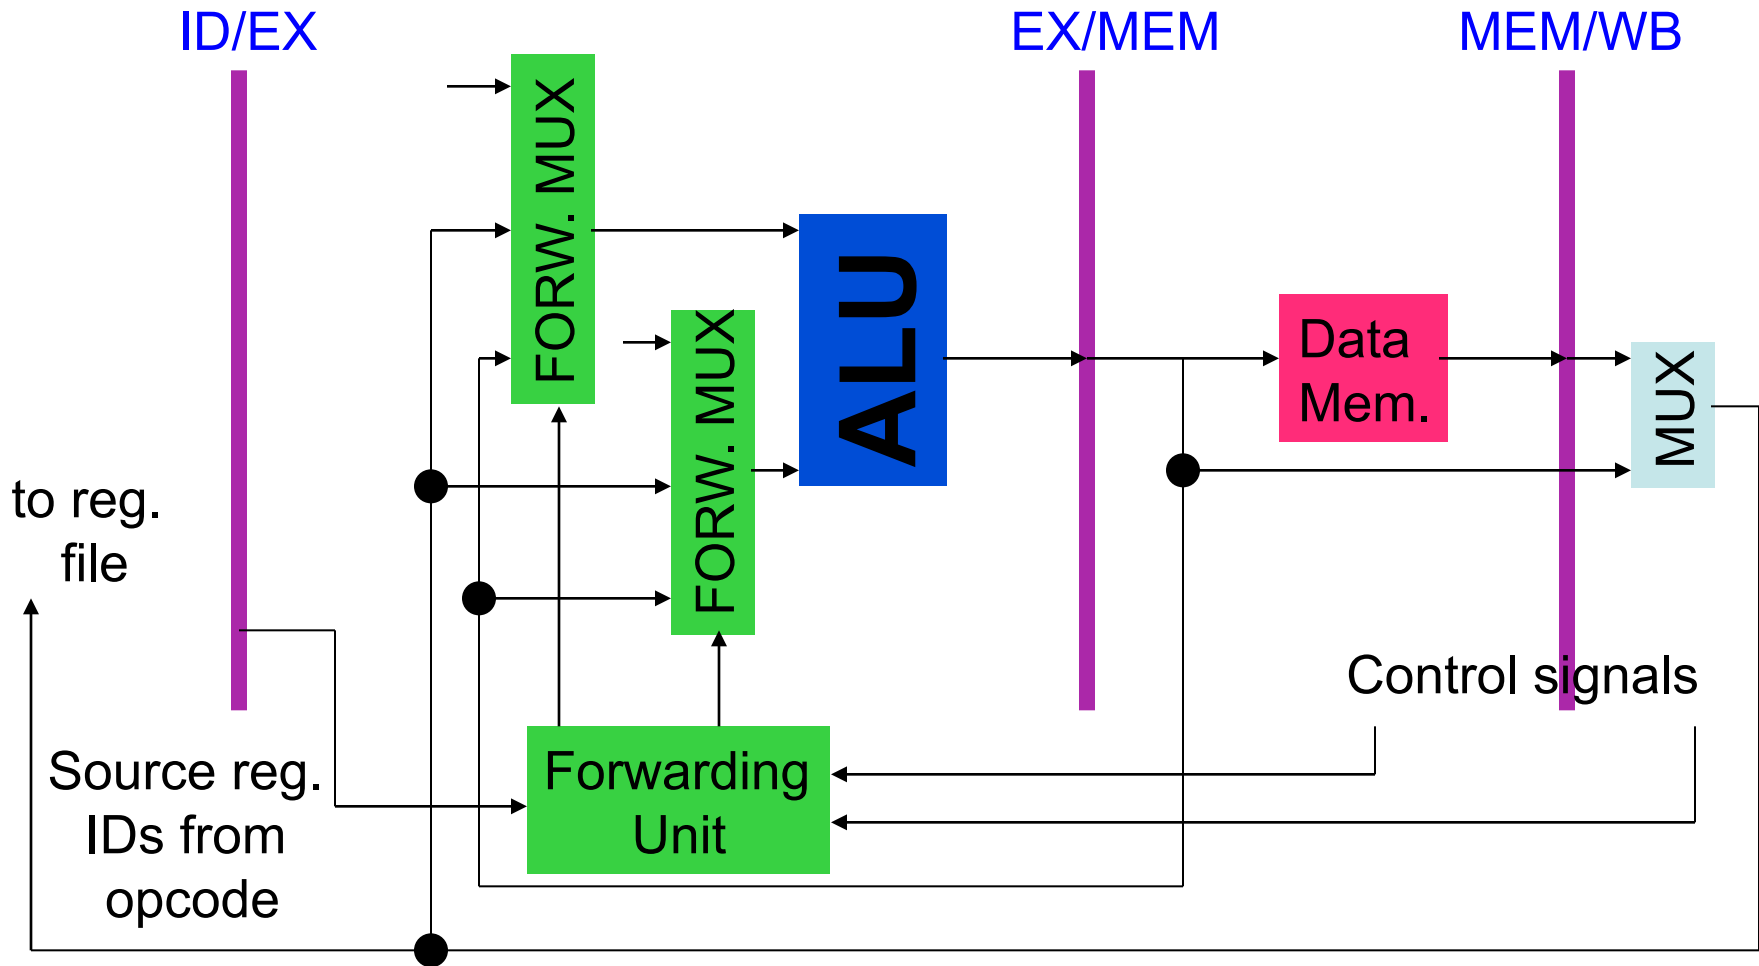 ID/EX
EX/MEM
MEM/WB
FORW. MUX
FORW. MUX
ALU
Data
Mem.
MUX
to reg.
file
Control signals
Source reg.
IDs from
opcode
Forwarding
Unit